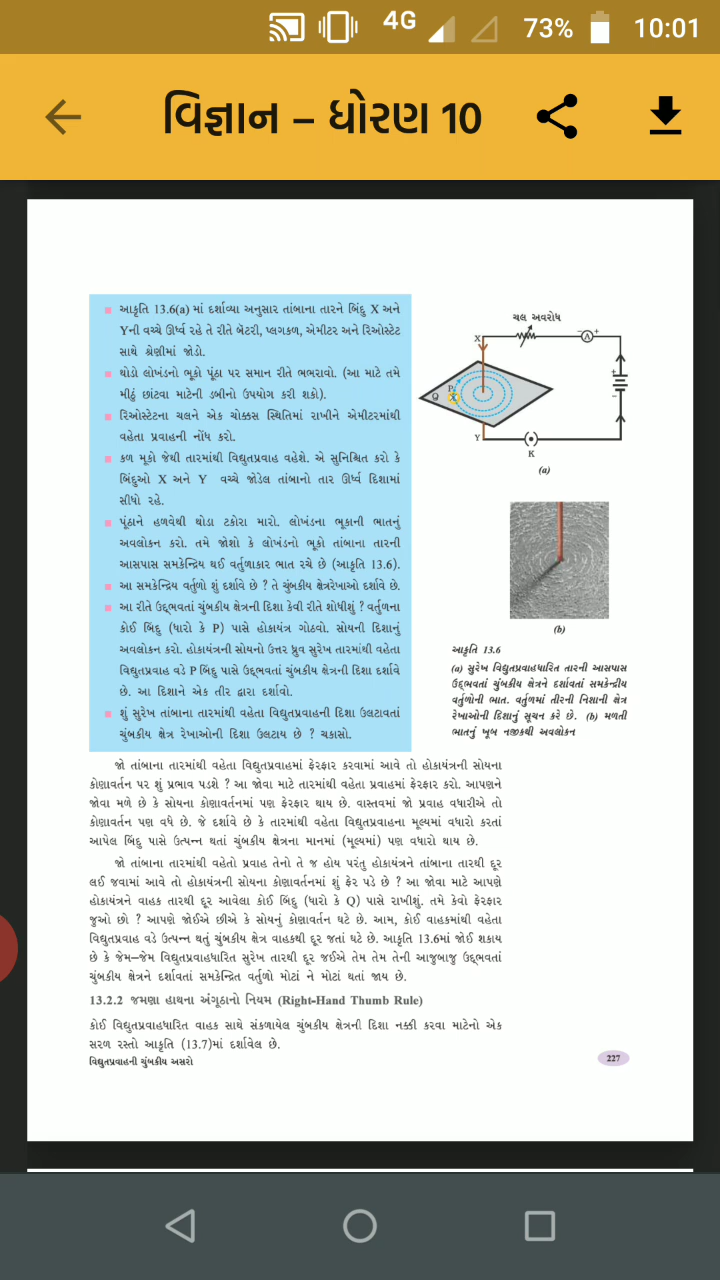 4G 73% 10:01
વિજ્ઞાન – ધોરણ 10
આકૃતિ 13.6(a) માં દર્શાવ્યા અનુસાર તાંબાના તારને બિંદુ X અને
Yની વચ્ચે ઊર્ધ્વ રહે તે રીતે બૅટરી, પ્લગકળ, એમીટર અને રિઓસ્ટેટ
સાથે શ્રેણીમાં જોડો.
થોડો લોખંડનો ભૂકો પૂંઠા પર સમાન રીતે ભભરાવો. (આ માટે તમે
મીઠું છાંટવા માટેની ડબીનો ઉપયોગ કરી શકો).
રિઓસ્ટેટના ચલને એક ચોક્કસ સ્થિતિમાં રાખીને એમીટરમાંથી
વહેતા પ્રવાહની નોંધ કરો.
કળ મૂકો જેથી તારમાંથી વિદ્યુતપ્રવાહ વહેશે. એ સુનિશ્ચિત કરો કે
બિંદુઓ X અને Y વચ્ચે જોડેલ તાંબાનો તાર ઊર્ધ્વ દિશામાં
સીધો રહે.
પૂંઠાને હળવેથી થોડા ટકોરા મારો. લોખંડના ભૂકાની ભાતનું
અવલોકન કરો. તમે જોશો કે લોખંડનો ભૂકો તાંબાના તારની
આસપાસ સમકેન્દ્રિય થઈ વર્તુળાકાર ભાત રચે છે (આકૃતિ 13.6).
આ સમકેન્દ્રિય વર્તુળો શું દર્શાવે છે ? તે ચુંબકીય ક્ષેત્રરેખાઓ દર્શાવે છે.
આ રીતે ઉદ્ભવતાં ચુંબકીય ક્ષેત્રની દિશા કેવી રીતે શોધીશું ? વર્તુળના
કોઈ બિંદુ (ધારો કે P) પાસે હોકાયંત્ર ગોઠવો. સોયની દિશાનું
અવલોકન કરો. હોકાયંત્રની સોયનો ઉત્તર ધ્રુવ સુરેખ તારમાંથી વહેતા
વિદ્યુતપ્રવાહ વડે P બિંદુ પાસે ઉદ્ભવતાં ચુંબકીય ક્ષેત્રની દિશા દર્શાવે
છે. આ દિશાને એક તીર દ્વારા દર્શાવો.
શું સુરેખ તાંબાના તારમાંથી વહેતા વિદ્યુતપ્રવાહની દિશા ઉલટાવતાં
ચુંબકીય ક્ષેત્ર રેખાઓની દિશા ઉલટાય છે ? ચકાસો.
ચલ અવરોધ
X
A
+
P
Q
X
Y
K
(a)
(b)
આકૃતિ 13.6
(a) સુરેખ વિદ્યુતપ્રવાહધારિત તારની આસપાસ
ઉદ્ભવતાં ચુંબકીય ક્ષેત્રને દર્શાવતાં સમકેન્દ્રીય
વર્તુળોની ભાત. વર્તુળમાં તીરની નિશાની ક્ષેત્ર
રેખાઓની દિશાનું સૂચન કરે છે. (b) મળતી
ભાતનું ખૂબ નજીકથી અવલોકન
જો તાંબાના તારમાંથી વહેતા વિદ્યુતપ્રવાહમાં ફેરફાર કરવામાં આવે તો હોકાયંત્રની સોયના
કોણાવર્તન પર શું પ્રભાવ પડશે ? આ જોવા માટે તારમાંથી વહેતા પ્રવાહમાં ફેરફાર કરો. આપણને
જોવા મળે છે કે સોયના કોણાવર્તનમાં પણ ફેરફાર થાય છે. વાસ્તવમાં જો પ્રવાહ વધારીએ તો
કોણાવર્તન પણ વધે છે. જે દર્શાવે છે કે તારમાંથી વહેતા વિદ્યુતપ્રવાહના મૂલ્યમાં વધારો કરતાં
આપેલ બિંદુ પાસે ઉત્પન્ન થતાં ચુંબકીય ક્ષેત્રના માનમાં (મૂલ્યમાં) પણ વધારો થાય છે.
જો તાંબાના તારમાંથી વહેતો પ્રવાહ તેનો તે જ હોય પરંતુ હોકાયંત્રને તાંબાના તારથી દૂર
લઈ જવામાં આવે તો હોકાયંત્રની સોયના કોણાવર્તનમાં શું ફેર પડે છે ? આ જોવા માટે આપણે
હોકાયંત્રને વાહક તારથી દૂર આવેલા કોઈ બિંદુ (ધારો કે Q) પાસે રાખીશું. તમે કેવો ફેરફાર
જુઓ છો ? આપણે જોઈએ છીએ કે સોયનું કોણાવર્તન ઘટે છે. આમ, કોઈ વાહકમાંથી વહેતા
વિદ્યુતપ્રવાહ વડે ઉત્પન્ન થતું ચુંબકીય ક્ષેત્ર વાહકથી દૂર જતાં ઘટે છે. આકૃતિ 13.6માં જોઈ શકાય
છે કે જેમ–જેમ વિદ્યુતપ્રવાહધારિત સુરેખ તારથી દૂર જઈએ તેમ તેમ તેની આજુબાજુ ઉદ્ભવતાં
ચુંબકીય ક્ષેત્રને દર્શાવતાં સમકેન્દ્રિત વર્તુળો મોટાં ને મોટાં થતાં જાય છે.
13.2.2 જમણા હાથના અંગૂઠાનો નિયમ (Right-Hand Thumb Rule)
કોઈ વિદ્યુતપ્રવાહધારિત વાહક સાથે સંકળાયેલ ચુંબકીય ક્ષેત્રની દિશા નક્કી કરવા માટેનો એક
સરળ રસ્તો આકૃતિ (13.7)માં દર્શાવેલ છે.
વિદ્યુતપ્રવાહની ચુંબકીય અસરો
227